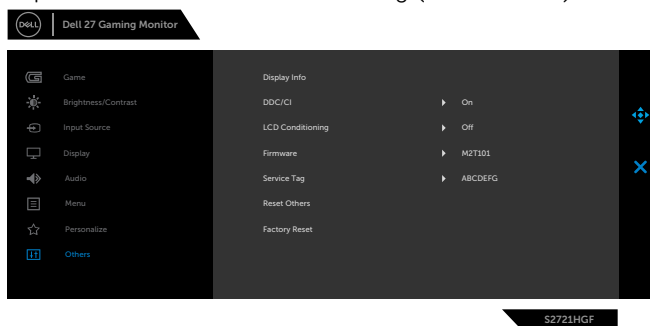 DELL Dell 27 Gaming Monitor
Game Display Info
Brightness/Contrast DDC/CI On
Input Source LCD Conditioning Off
Display Firmware M2T101
Audio Service Tag ABCDEFG
Menu Reset Others
Personalize Factory Reset
Others
S2721HGF